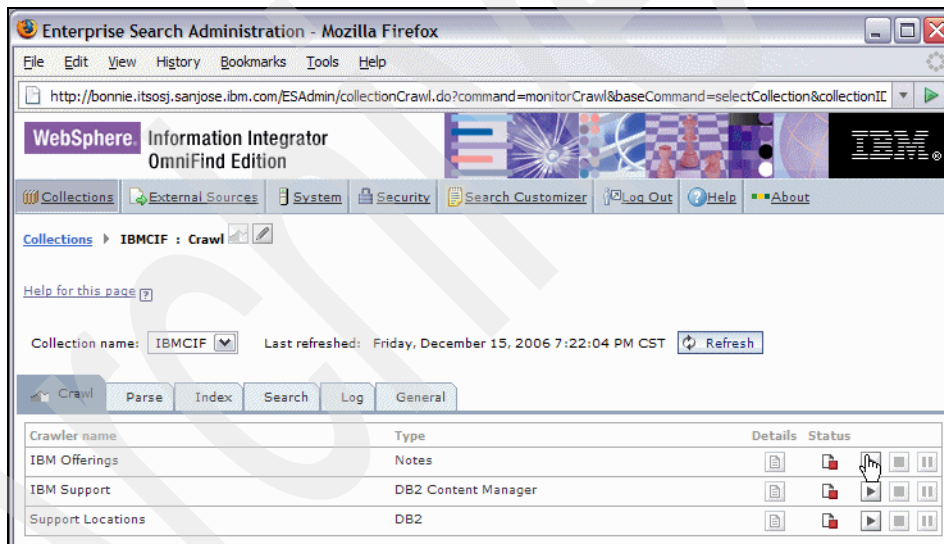 Enterprise Search Administration - Mozilla Firefox
File Edit View History Bookmarks Tools Help
http://bonnie.itsosj.sanjose.ibm.com/ESAdmin/collectionCrawl.do?command=monitorCrawl&baseCommand=selectCollection&collectionID
WebSphere. Information Integrator
OmniFind Edition
IBM®
Collections External Sources System Security Search Customizer Log Out Help About
Collections IBMCIF : Crawl
Help for this page ?
Collection name: IBMCIF Last refreshed: Friday, December 15, 2006 7:22:04 PM CST Refresh
Crawl Parse Index Search Log General
Crawler name Type Details Status
IBM Offerings Notes
IBM Support DB2 Content Manager
Support Locations DB2